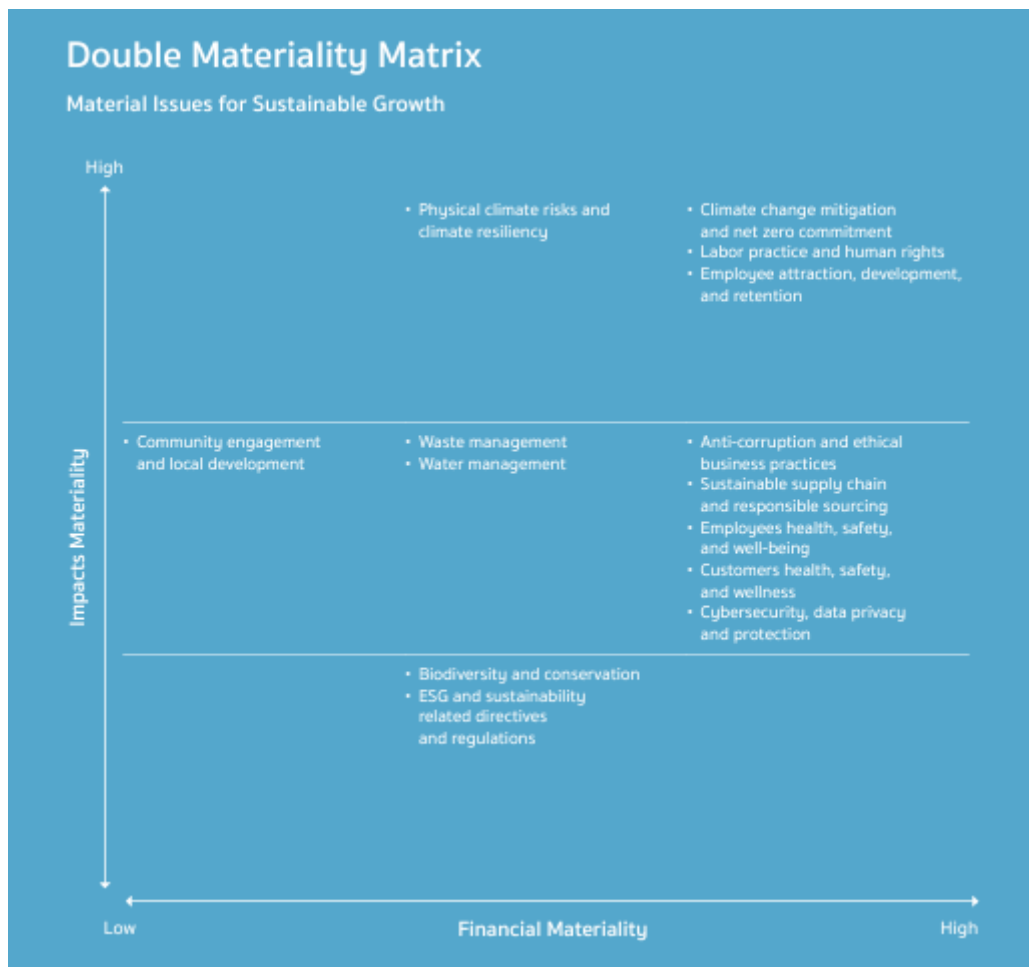 Double Materiality Matrix
Material Issues for Sustainable Growth
High
• Physical climate risks and
climate resiliency
• Climate change mitigation
and net zero commitment
• Labor practice and human rights
• Employee attraction, development,
and retention
Impacts Materiality
• Community engagement
and local development
• Waste management
• Water management
• Anti-corruption and ethical
business practices
• Sustainable supply chain
and responsible sourcing
• Employees health, safety,
and well-being
• Customers health, safety,
and wellness
• Cybersecurity, data privacy
and protection
• Biodiversity and conservation
• ESG and sustainability
related directives
and regulations
Low
Financial Materiality
High